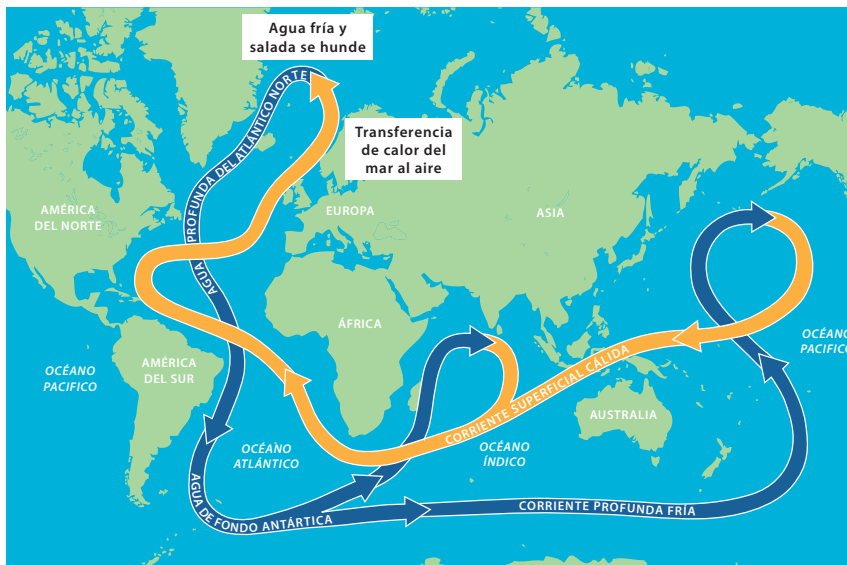 Agua fría y
salada se hunde
Transferencia
de calor del
mar al aire
AGUA PROFUNDA DEL ATLÁNTICO NORTE
AMÉRICA
DEL NORTE
EUROPA
ASIA
ÁFRICA
OCÉANO
PACIFICO
OCÉANO
PACIFICO
AMÉRICA
DEL SUR
CORRIENTE SUPERFICIAL CÁLIDA
AUSTRALIA
OCÉANO
ATLÁNTICO
OCÉANO
ÍNDICO
AGUA DE FONDO ANTÁRTICA
CORRIENTE PROFUNDA FRÍA